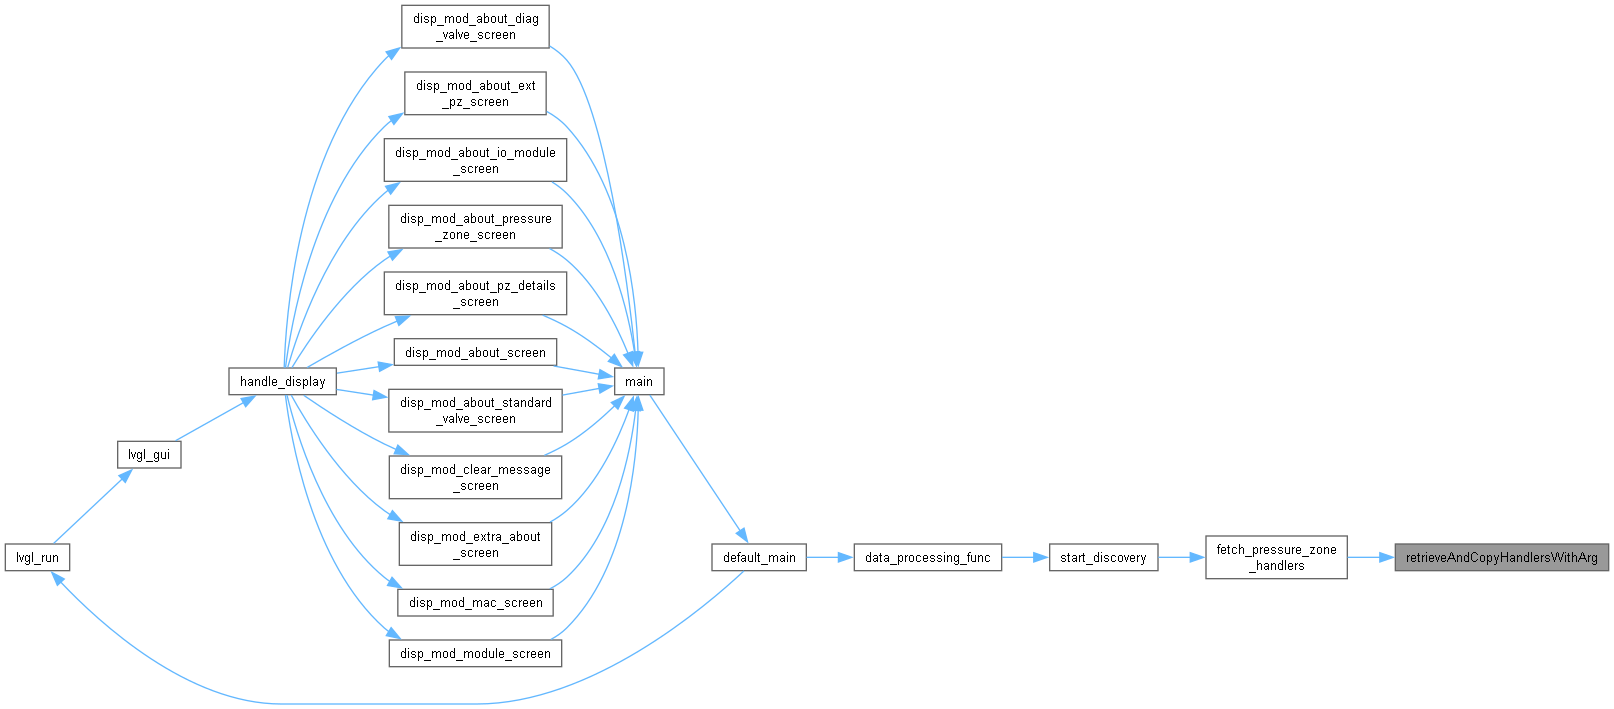 disp_mod_about_diag
_valve_screen
disp_mod_about_ext
_pz_screen
disp_mod_about_io_module
_screen
disp_mod_about_pressure
_zone_screen
disp_mod_about_pz_details
_screen
disp_mod_about_screen
handle_display
main
disp_mod_about_standard
_valve_screen
lvgl_gui
disp_mod_clear_message
_screen
disp_mod_extra_about
_screen
lvgl_run
default_main
data_processing_func
start_discovery
fetch_pressure_zone
_handlers
retrieveAndCopyHandlersWithArg
disp_mod_mac_screen
disp_mod_module_screen